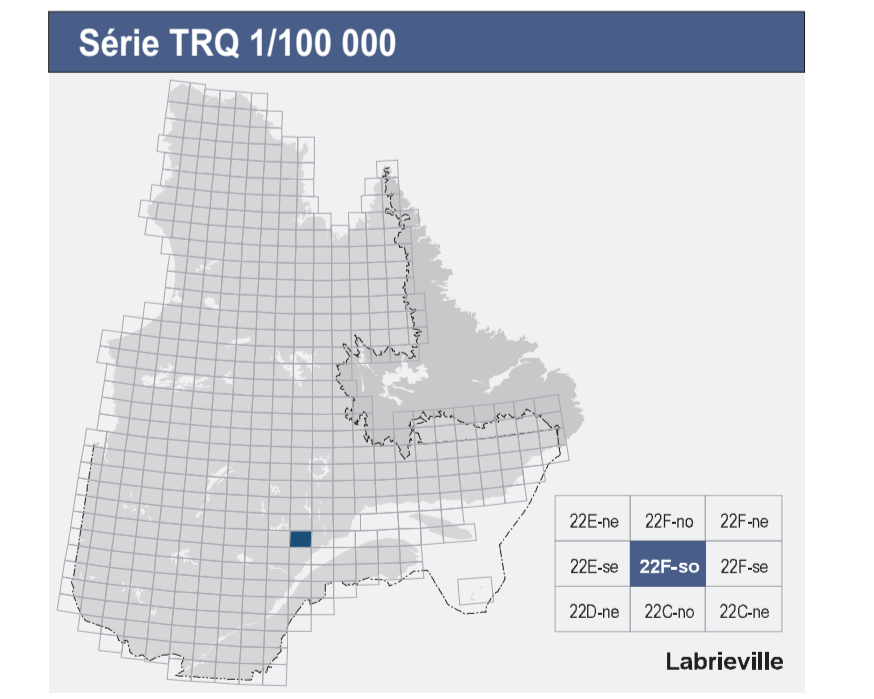 Série TRQ 1/100 000
22E-ne 22F-no 22F-ne
22E-se 22F-so 22F-se
22D-ne 22C-no 22C-ne
Labrieville